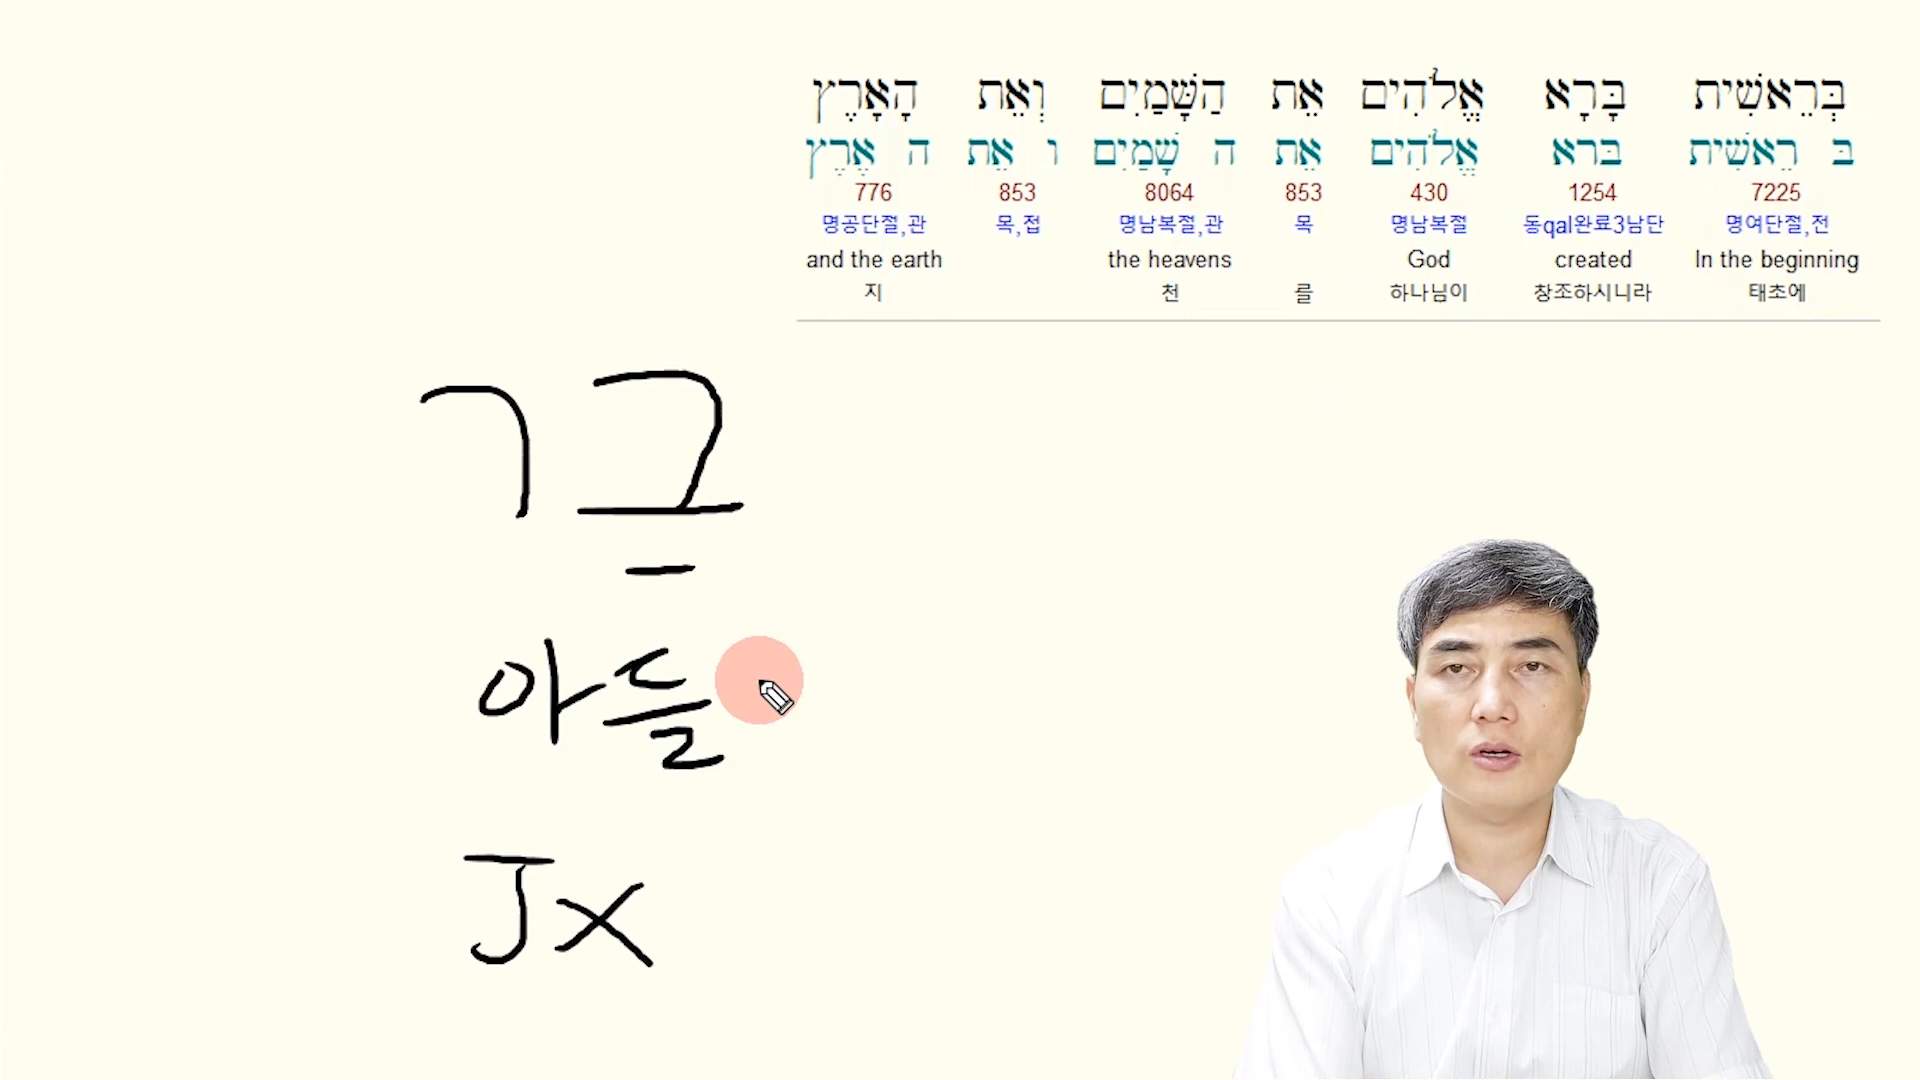 בְּרֵאשִׁית בָּרָא אֱלֹהִים אֵת הַשָּׁמַיִם וְאֵת הָאָרֶץ
בּ רֵאשִׁית ברא אֱלֹהִים אֵת ה שָׁמַיִם ו אֵת ה אֶרֶץ
776 853 8064 853 430 1254 7225
명공단절,관 목,접 명남복절,관 목 명남복절 동qal완료3남단 명여단절,전
and the earth the heavens God created In the beginning
지 천 를 하나님이 창조하시니라 태초에
아들
JX